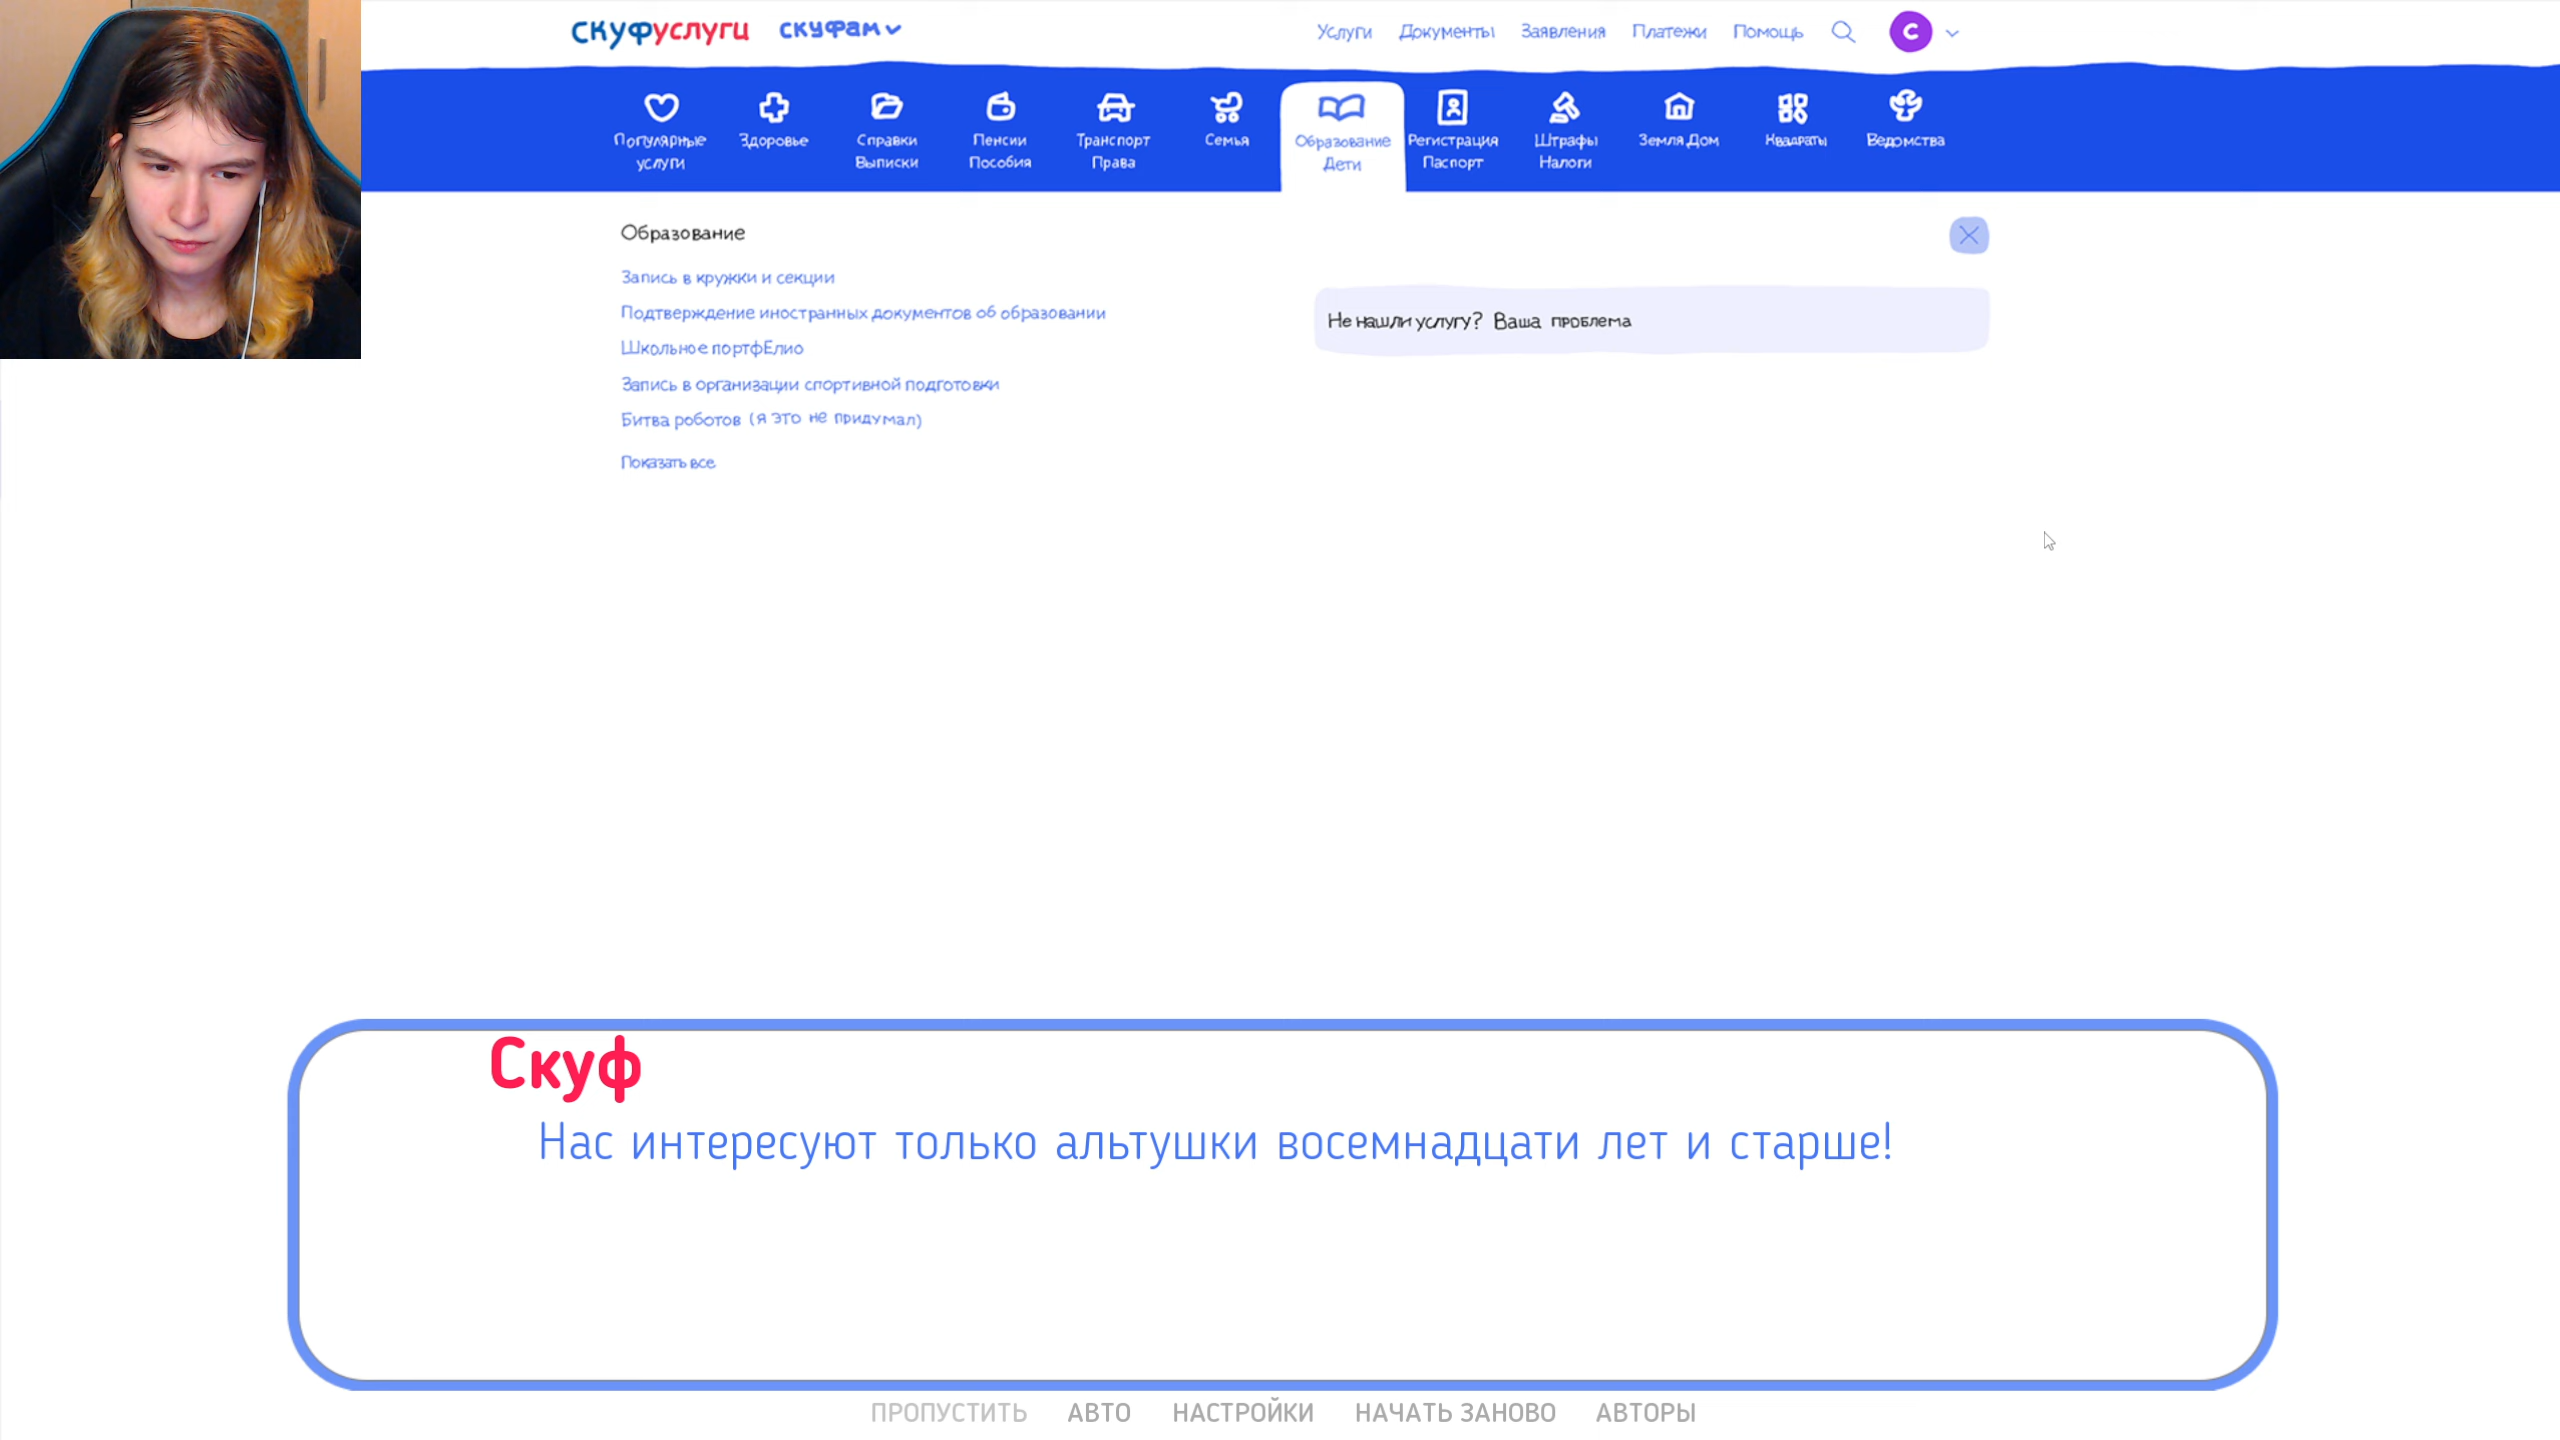 скуфуслуги скуфам
Услуги Документы Заявления Платежи Помощь С
Популярные услуги
Здоровье
Справки Выписки
Пенсии Пособия
Транспорт Права
Семья
Образование Дети
Регистрация Паспорт
Штрафы Налоги
Земля Дом
Квадраты
Ведомства
Образование
Запись в кружки и секции
Подтверждение иностранных документов об образовании
Школьное портфЕлио
Запись в организации спортивной подготовки
Битва роботов (я это не придумал)
Показать все
Не нашли услугу? Ваша проблема
Скуф
Нас интересуют только альтушки восемнадцати лет и старше!
ПРОПУСТИТЬ АВТО НАСТРОЙКИ НАЧАТЬ ЗАНОВО АВТОРЫ